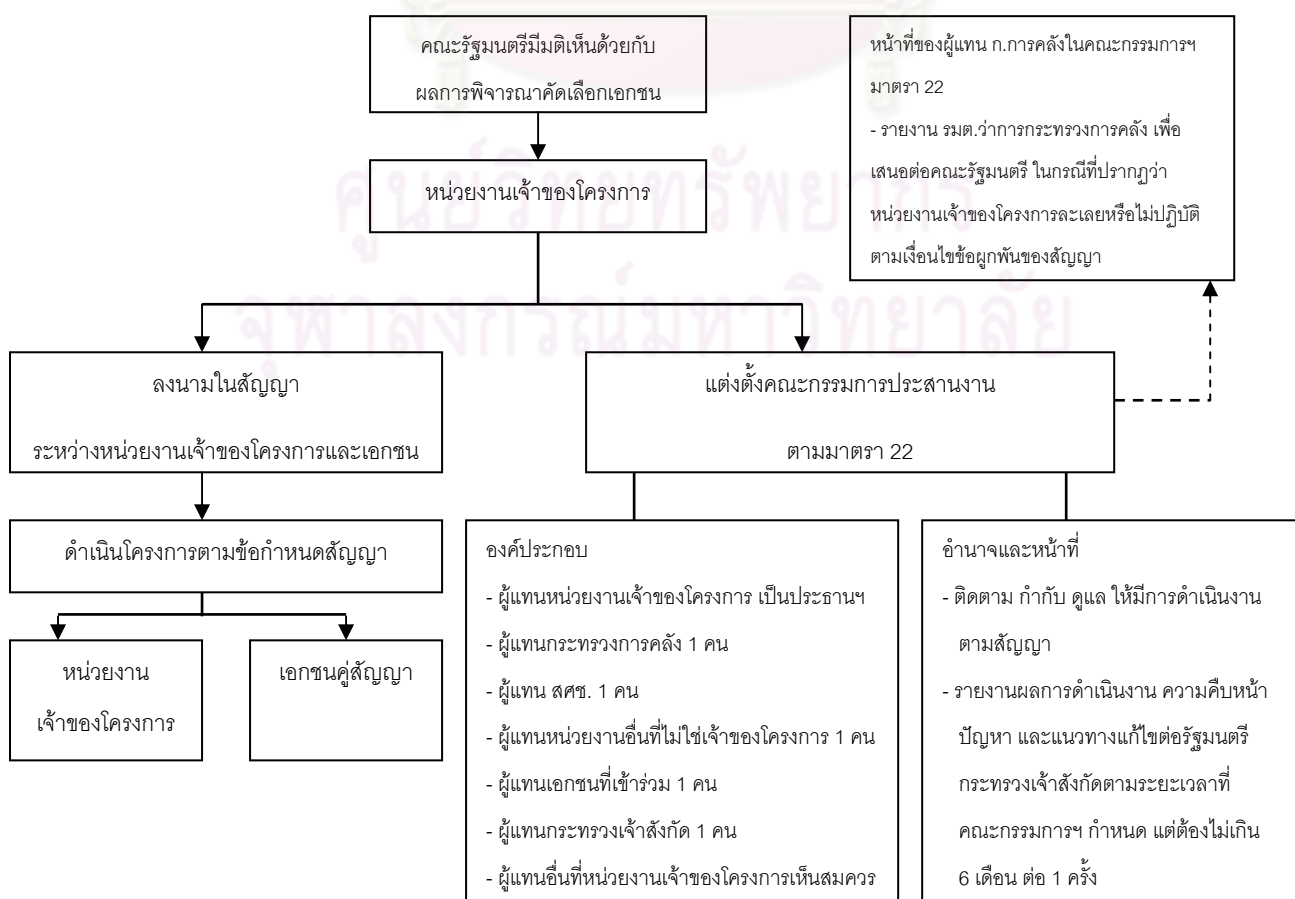 คณะรัฐมนตรีมีมติเห็นด้วยกับ
ผลการพิจารณาคัดเลือกเอกชน
หน้าที่ของผู้แทน ก.การคลังในคณะกรรมการฯ
มาตรา 22
- รายงาน รมต.ว่าการกระทรวงการคลัง เพื่อ
เสนอต่อคณะรัฐมนตรี ในกรณีที่ปรากฏว่า
หน่วยงานเจ้าของโครงการละเลยหรือไม่ปฏิบัติ
ตามเงื่อนไขข้อผูกพันของสัญญา
หน่วยงานเจ้าของโครงการ
ศูนย์วิทยทรัพยากร
จุฬาลงกรณ์มหาวิทยาลัย
ลงนามในสัญญา
ระหว่างหน่วยงานเจ้าของโครงการและเอกชน
แต่งตั้งคณะกรรมการประสานงาน
ตามมาตรา 22
ดำเนินโครงการตามข้อกำหนดสัญญา
หน่วยงาน
เจ้าของโครงการ
เอกชนคู่สัญญา
องค์ประกอบ
- ผู้แทนหน่วยงานเจ้าของโครงการ เป็นประธานฯ
- ผู้แทนกระทรวงการคลัง 1 คน
- ผู้แทน สศช. 1 คน
- ผู้แทนหน่วยงานอื่นที่ไม่ใช่เจ้าของโครงการ 1 คน
- ผู้แทนเอกชนที่เข้าร่วม 1 คน
- ผู้แทนกระทรวงเจ้าสังกัด 1 คน
- ผู้แทนอื่นที่หน่วยงานเจ้าของโครงการเห็นสมควร
อำนาจและหน้าที่
- ติดตาม กำกับ ดูแล ให้มีการดำเนินงาน
ตามสัญญา
- รายงานผลการดำเนินงาน ความคืบหน้า
ปัญหา และแนวทางแก้ไขต่อรัฐมนตรี
กระทรวงเจ้าสังกัดตามระยะเวลาที่
คณะกรรมการฯ กำหนด แต่ต้องไม่เกิน
6 เดือน ต่อ 1 ครั้ง